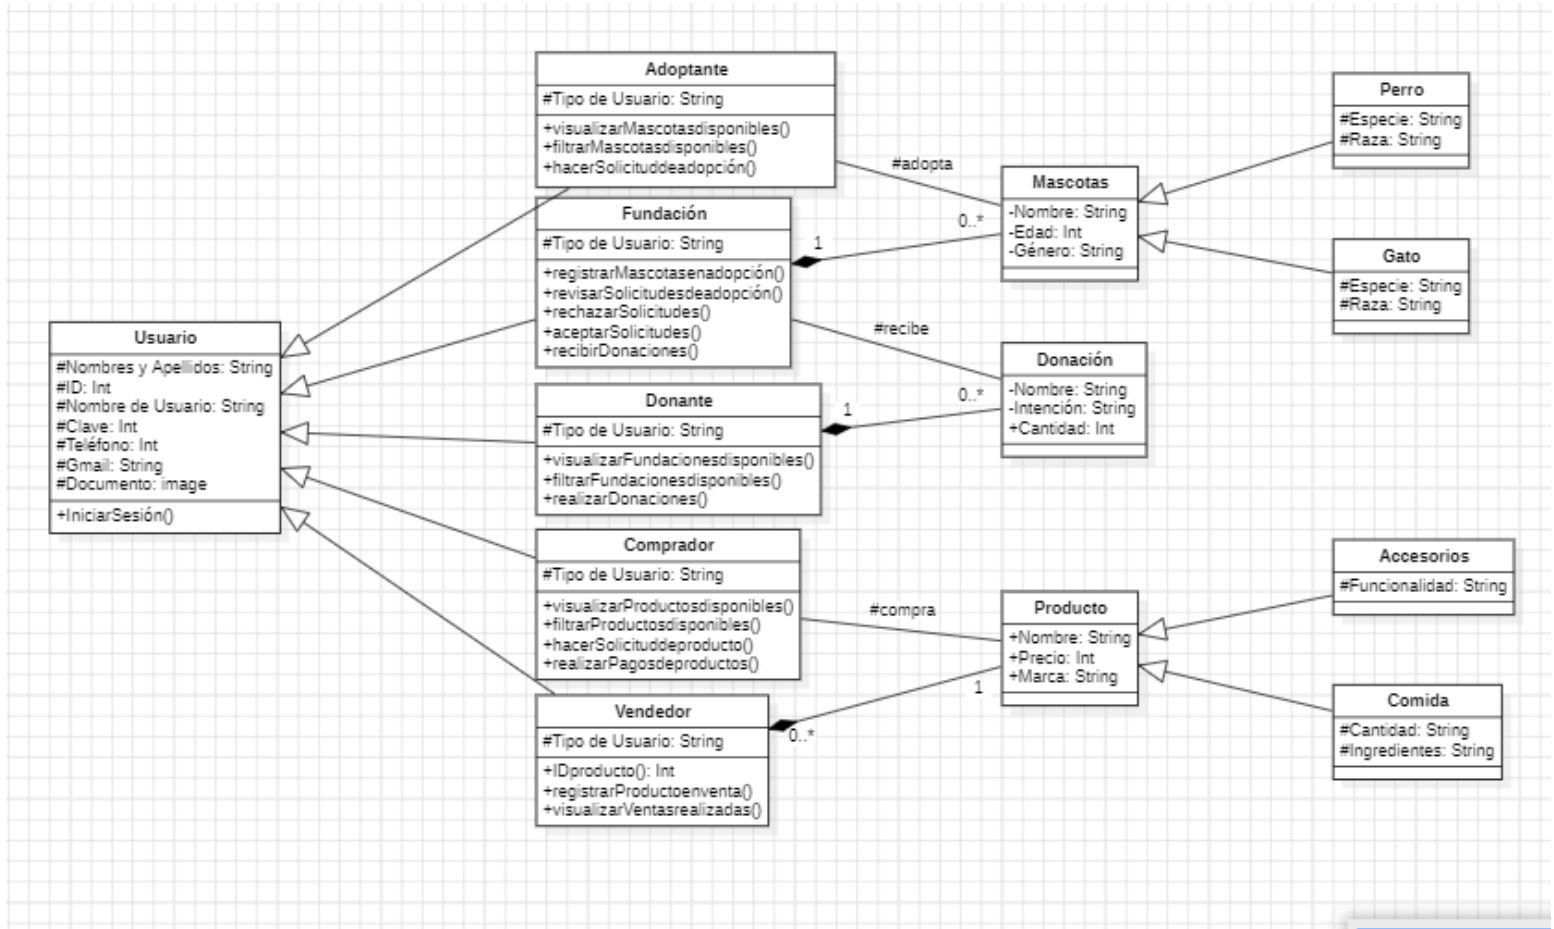 Adoptante
#Tipo de Usuario: String
+visualizarMascotasdisponibles()
+filtrarMascotasdisponibles()
+hacerSolicituddeadopción()
#adopta
Fundación
#Tipo de Usuario: String
+registrarMascotasenadopción()
+revisarSolicitudesdeadopción()
+rechazarSolicitudes()
+aceptarSolicitudes()
+recibirDonaciones()
1
0..*
#recibe
Mascotas
-Nombre: String
-Edad: Int
-Género: String
Perro
#Especie: String
#Raza: String
Gato
#Especie: String
#Raza: String
Usuario
#Nombres y Apellidos: String
#ID: Int
#Nombre de Usuario: String
#Clave: Int
#Teléfono: Int
#Gmail: String
#Documento: image
+IniciarSesión()
Donante
#Tipo de Usuario: String
+visualizarFundacionesdisponibles()
+filtrarFundacionesdisponibles()
+realizarDonaciones()
1
0..*
Donación
-Nombre: String
-Intención: String
+Cantidad: Int
Comprador
#Tipo de Usuario: String
+visualizarProductosdisponibles()
+filtrarProductosdisponibles()
+hacerSolicituddeproducto()
+realizarPagosdeproductos()
#compra
Producto
+Nombre: String
+Precio: Int
+Marca: String
Accesorios
#Funcionalidad: String
Comida
#Cantidad: String
#Ingredientes: String
Vendedor
#Tipo de Usuario: String
+IDproducto(): Int
+registrarProductoenventa()
+visualizarVentasrealizadas()
0..*
1